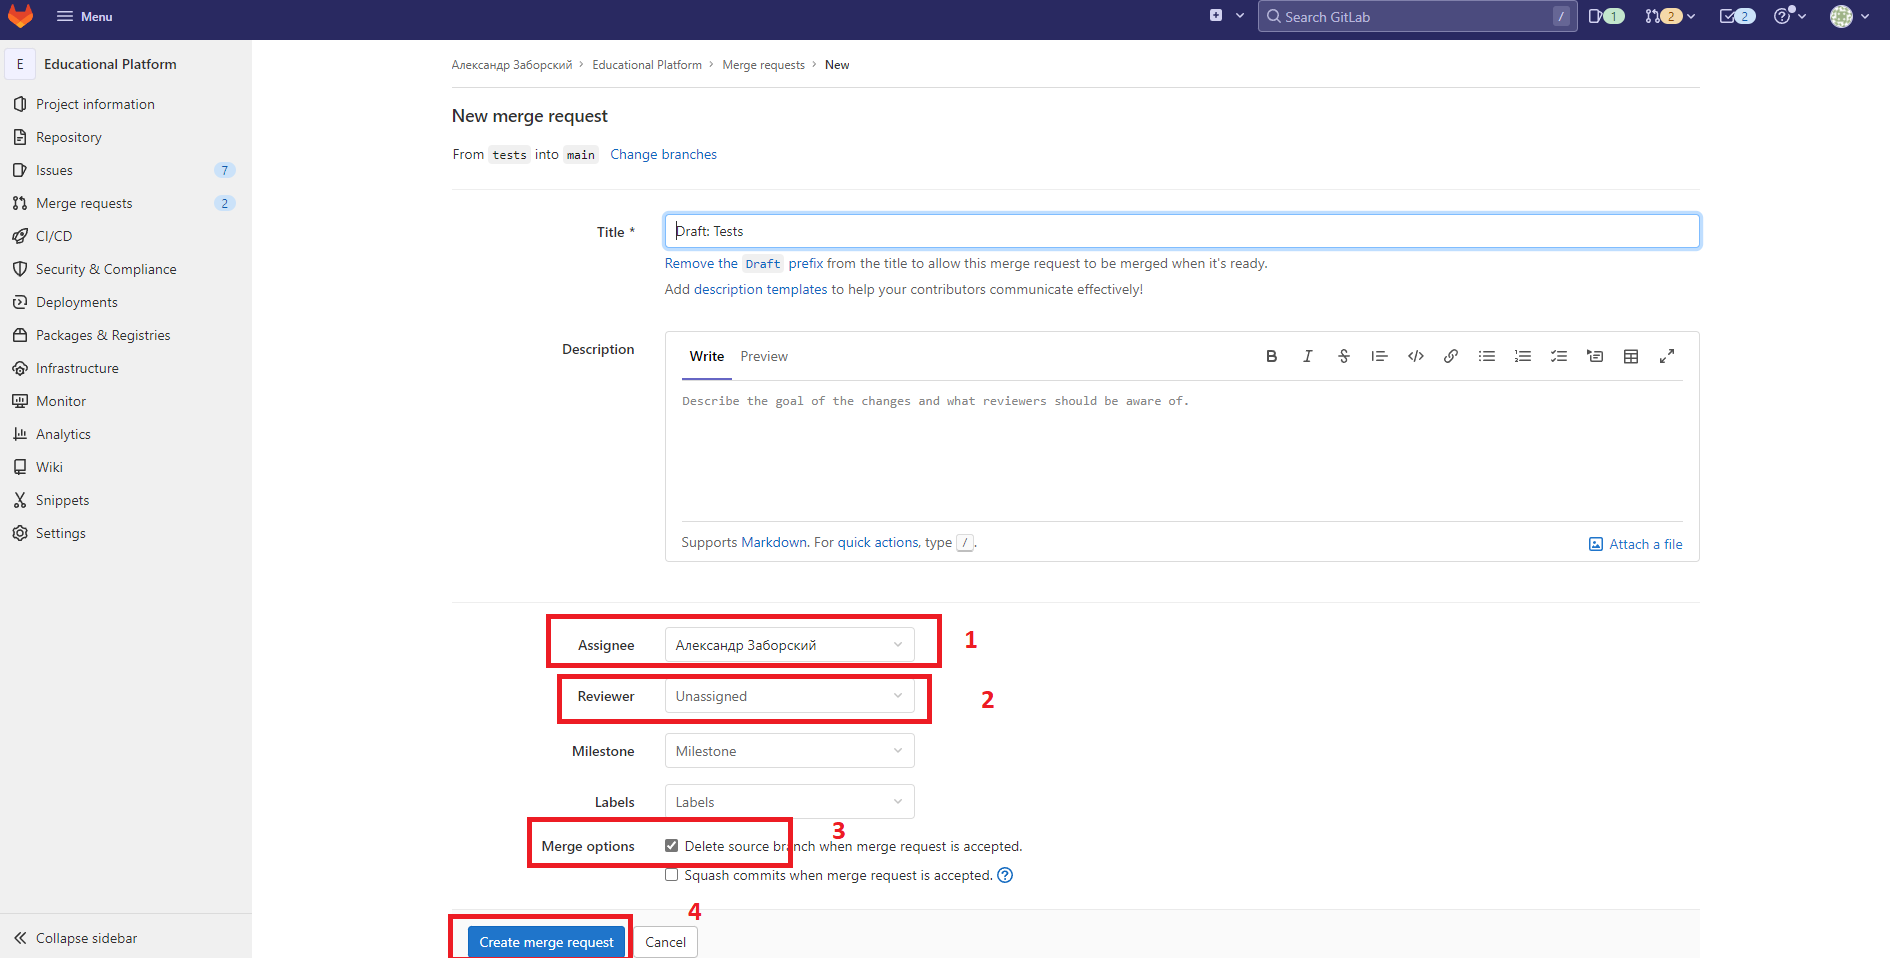 Menu
Search GitLab
/
1
2
2
E Educational Platform
Александр Заборский › Educational Platform › Merge requests › New
Project information
Repository
Issues 7
Merge requests 2
CI/CD
Security & Compliance
Deployments
Packages & Registries
Infrastructure
Monitor
Analytics
Wiki
Snippets
Settings
Collapse sidebar
New merge request
From tests into main Change branches
Title * Draft: Tests
Remove the Draft prefix from the title to allow this merge request to be merged when it's ready.
Add description templates to help your contributors communicate effectively!
Description
Write Preview
Describe the goal of the changes and what reviewers should be aware of.
Supports Markdown. For quick actions, type /.
Attach a file
Assignee Александр Заборский 1
Reviewer Unassigned 2
Milestone Milestone
Labels Labels
3
Merge options Delete source branch when merge request is accepted.
Squash commits when merge request is accepted.
4
Create merge request Cancel